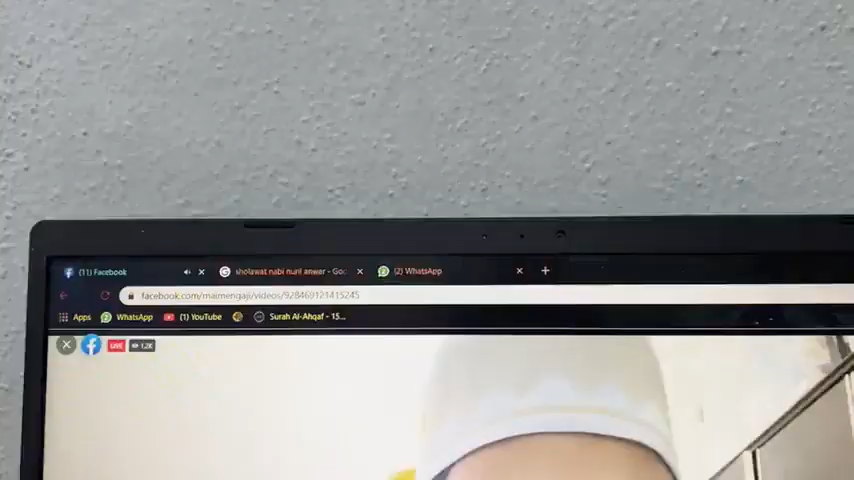 (11) Facebook
sholawat nabi nuril anwar - Goo
(2) WhatsApp
facebook.com/maimengaji/videos/928469121415245
Apps
WhatsApp
(1) YouTube
Surah Al-Ahqaf - 15...
LIVE
1.2K